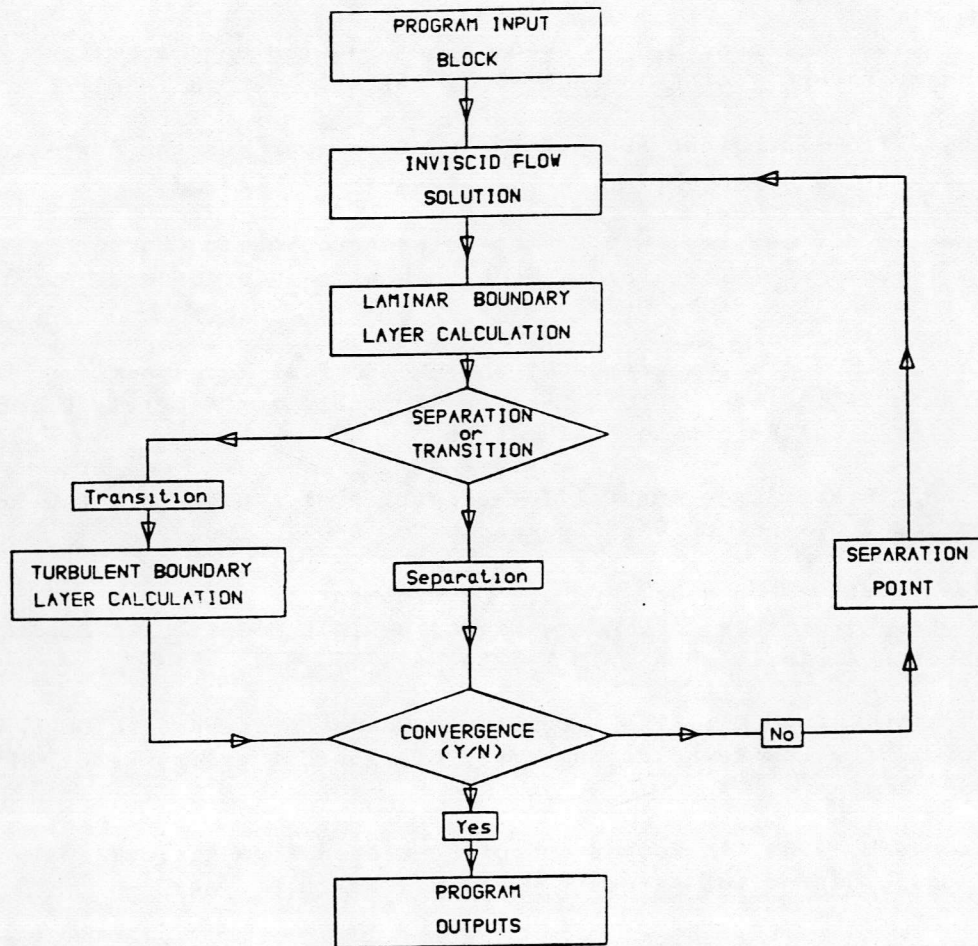 PROGRAM INPUT
BLOCK
INVISCID FLOW
SOLUTION
LAMINAR BOUNDARY
LAYER CALCULATION
SEPARATION
or
TRANSITION
Transition
TURBULENT BOUNDARY
LAYER CALCULATION
Separation
SEPARATION
POINT
CONVERGENCE
(Y/N)
No
Yes
PROGRAM
OUTPUTS